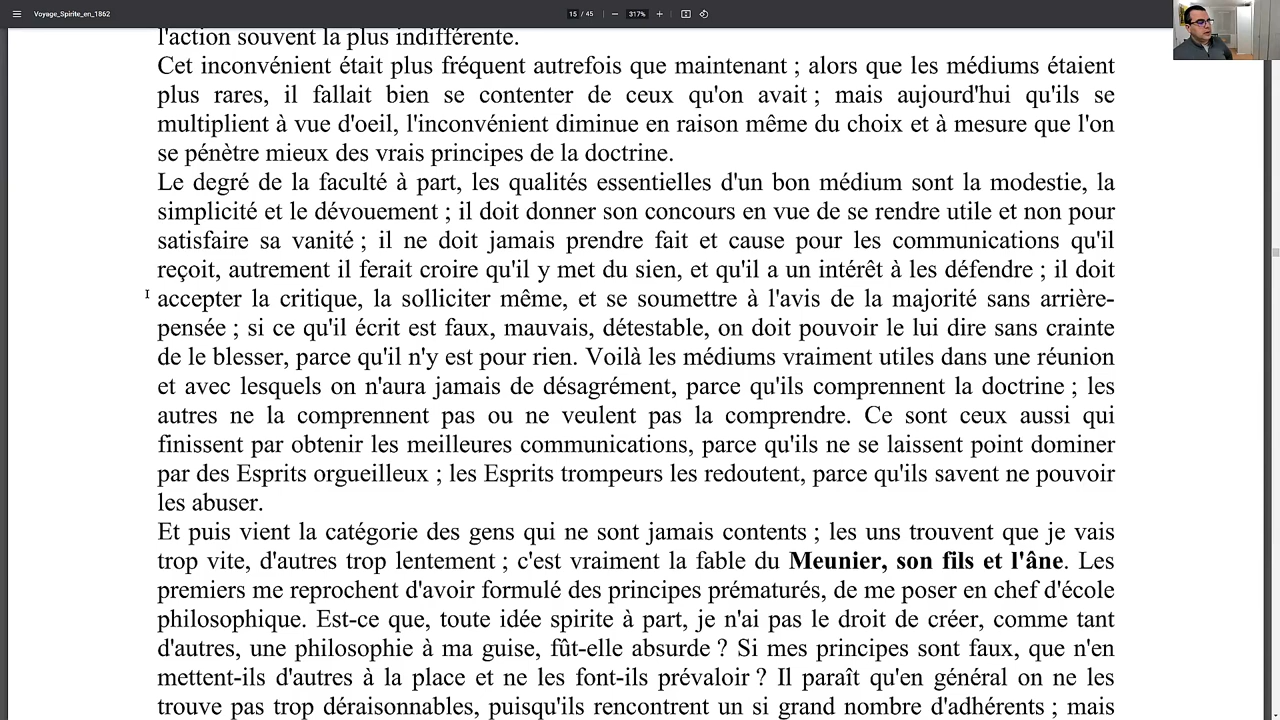 Voyage_Spirite_en_1862
15 / 45
317%
l'action souvent la plus indifférente.
Cet inconvénient était plus fréquent autrefois que maintenant ; alors que les médiums étaient
plus rares, il fallait bien se contenter de ceux qu'on avait ; mais aujourd'hui qu'ils se
multiplient à vue d'oeil, l'inconvénient diminue en raison même du choix et à mesure que l'on
se pénètre mieux des vrais principes de la doctrine.
Le degré de la faculté à part, les qualités essentielles d'un bon médium sont la modestie, la
simplicité et le dévouement ; il doit donner son concours en vue de se rendre utile et non pour
satisfaire sa vanité ; il ne doit jamais prendre fait et cause pour les communications qu'il
reçoit, autrement il ferait croire qu'il y met du sien, et qu'il a un intérêt à les défendre ; il doit
accepter la critique, la solliciter même, et se soumettre à l'avis de la majorité sans arrière-
pensée ; si ce qu'il écrit est faux, mauvais, détestable, on doit pouvoir le lui dire sans crainte
de le blesser, parce qu'il n'y est pour rien. Voilà les médiums vraiment utiles dans une réunion
et avec lesquels on n'aura jamais de désagrément, parce qu'ils comprennent la doctrine ; les
autres ne la comprennent pas ou ne veulent pas la comprendre. Ce sont ceux aussi qui
finissent par obtenir les meilleures communications, parce qu'ils ne se laissent point dominer
par des Esprits orgueilleux ; les Esprits trompeurs les redoutent, parce qu'ils savent ne pouvoir
les abuser.
Et puis vient la catégorie des gens qui ne sont jamais contents ; les uns trouvent que je vais
trop vite, d'autres trop lentement ; c'est vraiment la fable du Meunier, son fils et l'âne. Les
premiers me reprochent d'avoir formulé des principes prématurés, de me poser en chef d'école
philosophique. Est-ce que, toute idée spirite à part, je n'ai pas le droit de créer, comme tant
d'autres, une philosophie à ma guise, fût-elle absurde ? Si mes principes sont faux, que n'en
mettent-ils d'autres à la place et ne les font-ils prévaloir ? Il paraît qu'en général on ne les
trouve pas trop déraisonnables, puisqu'ils rencontrent un si grand nombre d'adhérents ; mais